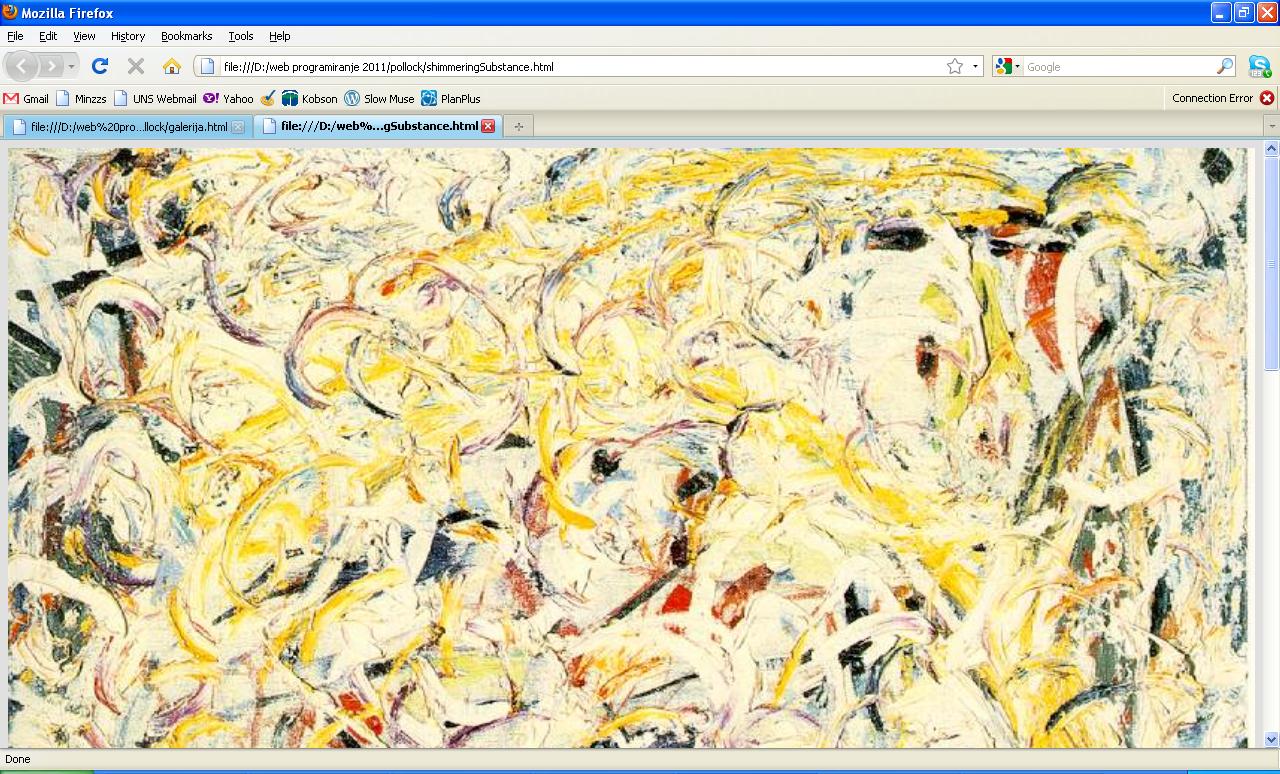 Mozilla Firefox
File Edit View History Bookmarks Tools Help
file:///D:/web programiranje 2011/pollock/shimmeringSubstance.html Google
Gmail Minzzs UNS Webmail Yahoo Kobson Slow Muse PlanPlus Connection Error
file:///D:/web%20pro...llock/galerija.html file:///D:/web%...gSubstance.html
Done